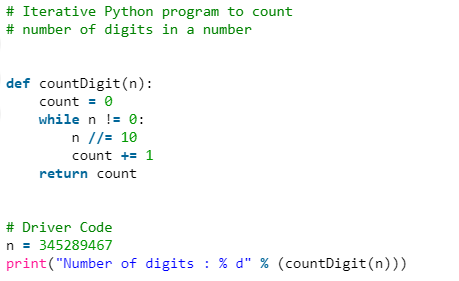 # Iterative Python program to count
# number of digits in a number
def countDigit(n):
    count = 0
    while n != 0:
        n //= 10
        count += 1
    return count
# Driver Code
n = 345289467
print("Number of digits : % d" % (countDigit(n)))